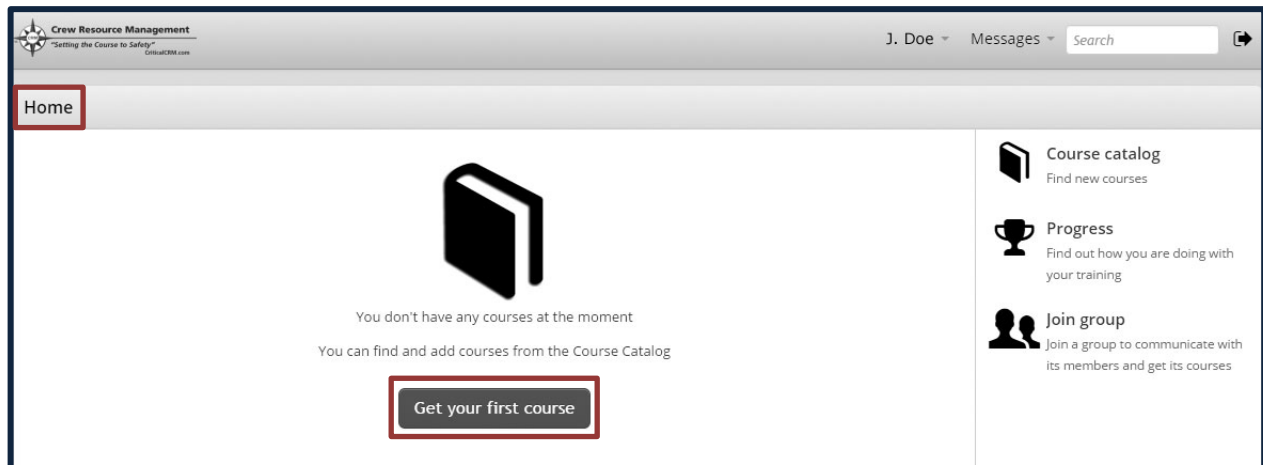 Crew Resource Management
"Setting the Course to Safety"
CriticalCRM.com
J. Doe
Messages
Search
Home
You don't have any courses at the moment
You can find and add courses from the Course Catalog
Get your first course
Course catalog
Find new courses
Progress
Find out how you are doing with
your training
Join group
Join a group to communicate with
its members and get its courses